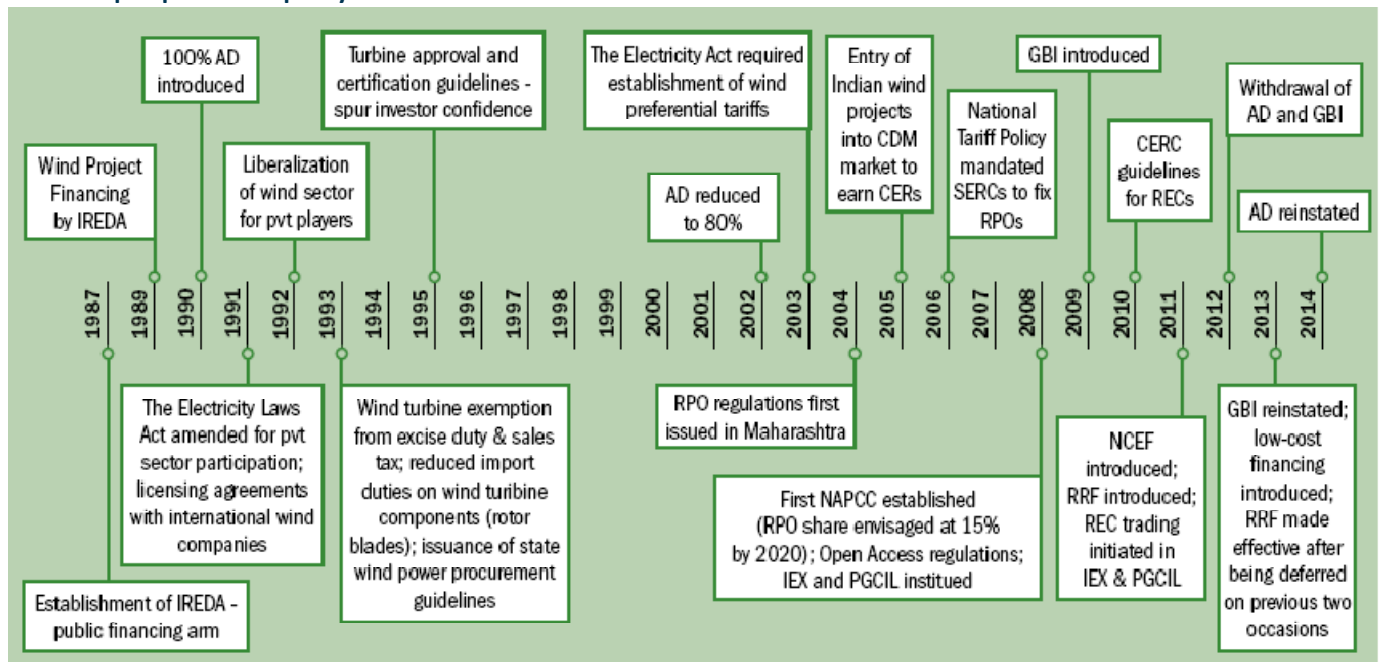 100% AD
introduced
Turbine approval and
certification guidelines -
spur investor confidence
The Electricity Act required
establishment of wind
preferential tariffs
Entry of
Indian wind
projects
into CDM
market to
earn CERs
GBI introduced
Withdrawal of
AD and GBI
Wind Project
Financing
by IREDA
Liberalization
of wind sector
for pvt players
AD reduced
to 80%
National
Tariff Policy
mandated
SERCs to fix
RPOs
CERC
guidelines
for RECs
AD reinstated
1987
1989
1990
1991
1992
1993
1994
1995
1996
1997
1998
1999
2000
2001
2002
2003
2004
2005
2006
2007
2008
2009
2010
2011
2012
2013
2014
The Electricity Laws
Act amended for pvt
sector participation;
licensing agreements
with international wind
companies
Wind turbine exemption
from excise duty & sales
tax; reduced import
duties on wind turibine
components (rotor
blades); issuance of state
wind power procurement
guidelines
RPO regulations first
issued in Maharashtra
First NAPCC established
(RPO share envisaged at 15%
by 2020); Open Access regulations;
IEX and PGCIL institued
NCEF
introduced;
RRF introduced;
REC trading
initiated in
IEX & PGCIL
GBI reinstated;
low-cost
financing
introduced;
RRF made
effective after
being deferred
on previous two
occasions
Establishment of IREDA -
public financing arm